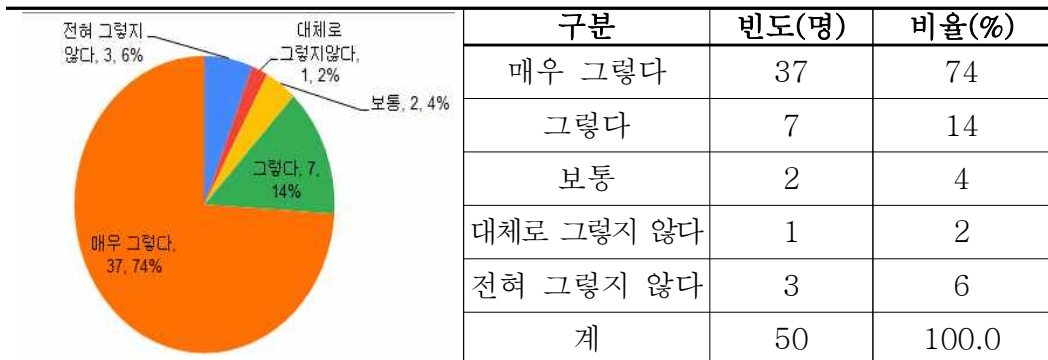 전혀 그렇지
않다, 3, 6%
대체로
그렇지않다,
1, 2%
보통, 2, 4%
그렇다, 7,
14%
매우 그렇다,
37, 74%
구분 빈도(명) 비율(%)
매우 그렇다 37 74
그렇다 7 14
보통 2 4
대체로 그렇지 않다 1 2
전혀 그렇지 않다 3 6
계 50 100.0